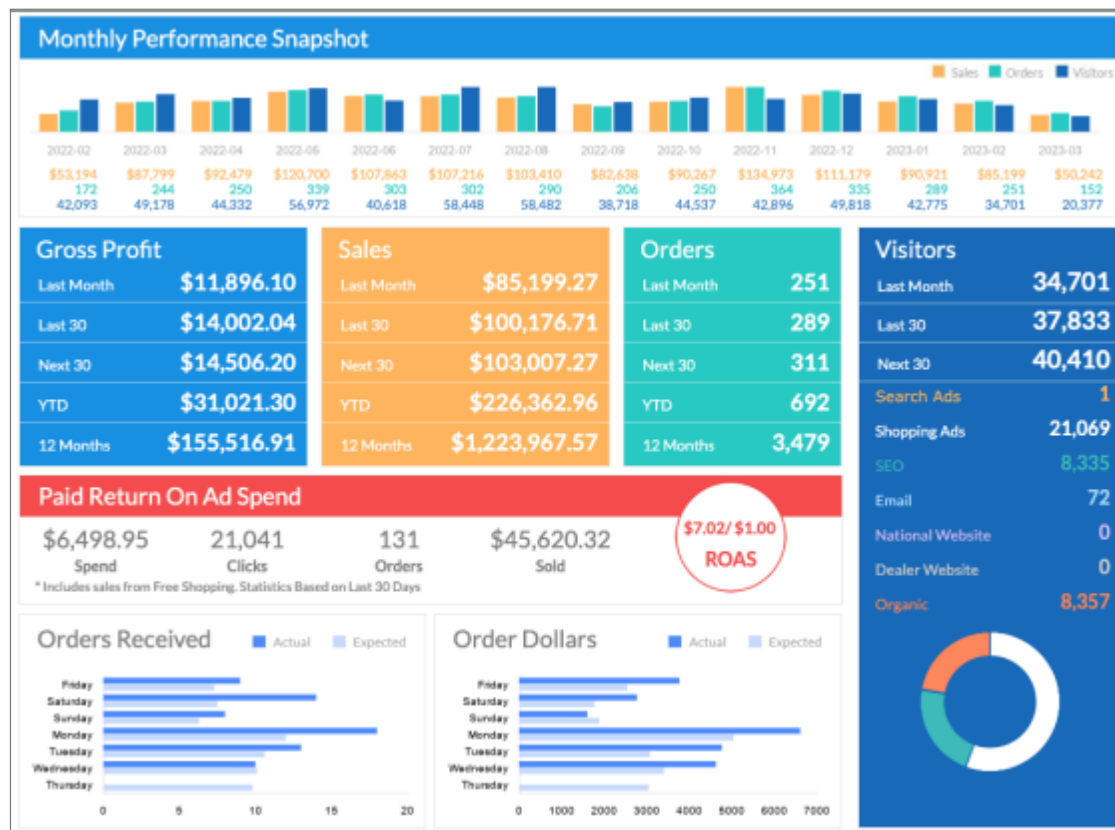 Monthly Performance Snapshot
Sales Orders Visitors
2022-02 2022-03 2022-04 2022-05 2022-06 2022-07 2022-08 2022-09 2022-10 2022-11 2022-12 2023-01 2023-02 2023-03
$53,194 $87,799 $92,479 $120,700 $107,863 $107,216 $103,410 $82,638 $90,267 $134,973 $111,179 $90,921 $85,199 $50,242
172 244 250 339 303 302 290 206 250 364 335 289 251 152
42,093 49,178 44,332 56,972 40,618 58,448 58,482 38,718 44,537 42,896 49,818 42,775 34,701 20,377
Gross Profit
Last Month $11,896.10
Last 30 $14,002.04
Next 30 $14,506.20
YTD $31,021.30
12 Months $155,516.91
Sales
Last Month $85,199.27
Last 30 $100,176.71
Next 30 $103,007.27
YTD $226,362.96
12 Months $1,223,967.57
Orders
Last Month 251
Last 30 289
Next 30 311
YTD 692
12 Months 3,479
Visitors
Last Month 34,701
Last 30 37,833
Next 30 40,410
Search Ads 1
Shopping Ads 21,069
SEO 8,335
Email 72
National Website 0
Dealer Website 0
Organic 8,357
Paid Return On Ad Spend
$6,498.95 21,041 131 $45,620.32
Spend Clicks Orders Sold
* Includes sales from Free Shopping. Statistics Based on Last 30 Days
$7.02/ $1.00
ROAS
Orders Received
Actual Expected
Friday
Saturday
Sunday
Monday
Tuesday
Wednesday
Thursday
0 5 10 15 20
Order Dollars
Actual Expected
Friday
Saturday
Sunday
Monday
Tuesday
Wednesday
Thursday
0 1000 2000 3000 4000 5000 6000 7000